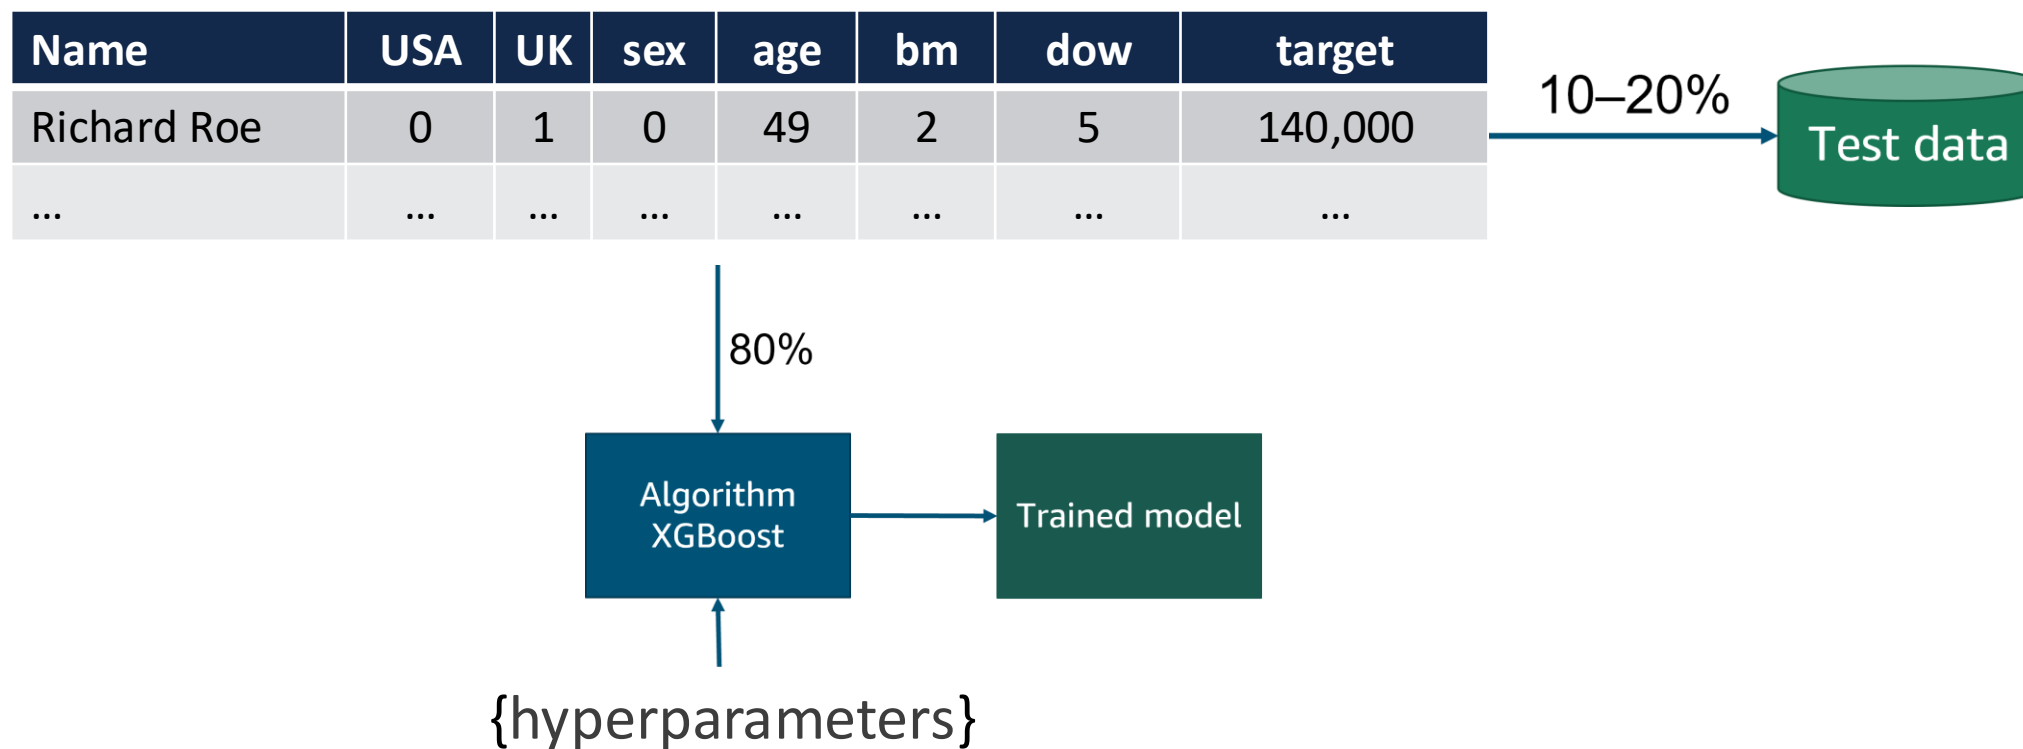 Name USA UK sex age bm dow target
Richard Roe 0 1 0 49 2 5 140,000
... ... ... ... ... ... ... ...
10–20%
Test data
80%
Algorithm
XGBoost
Trained model
{hyperparameters}